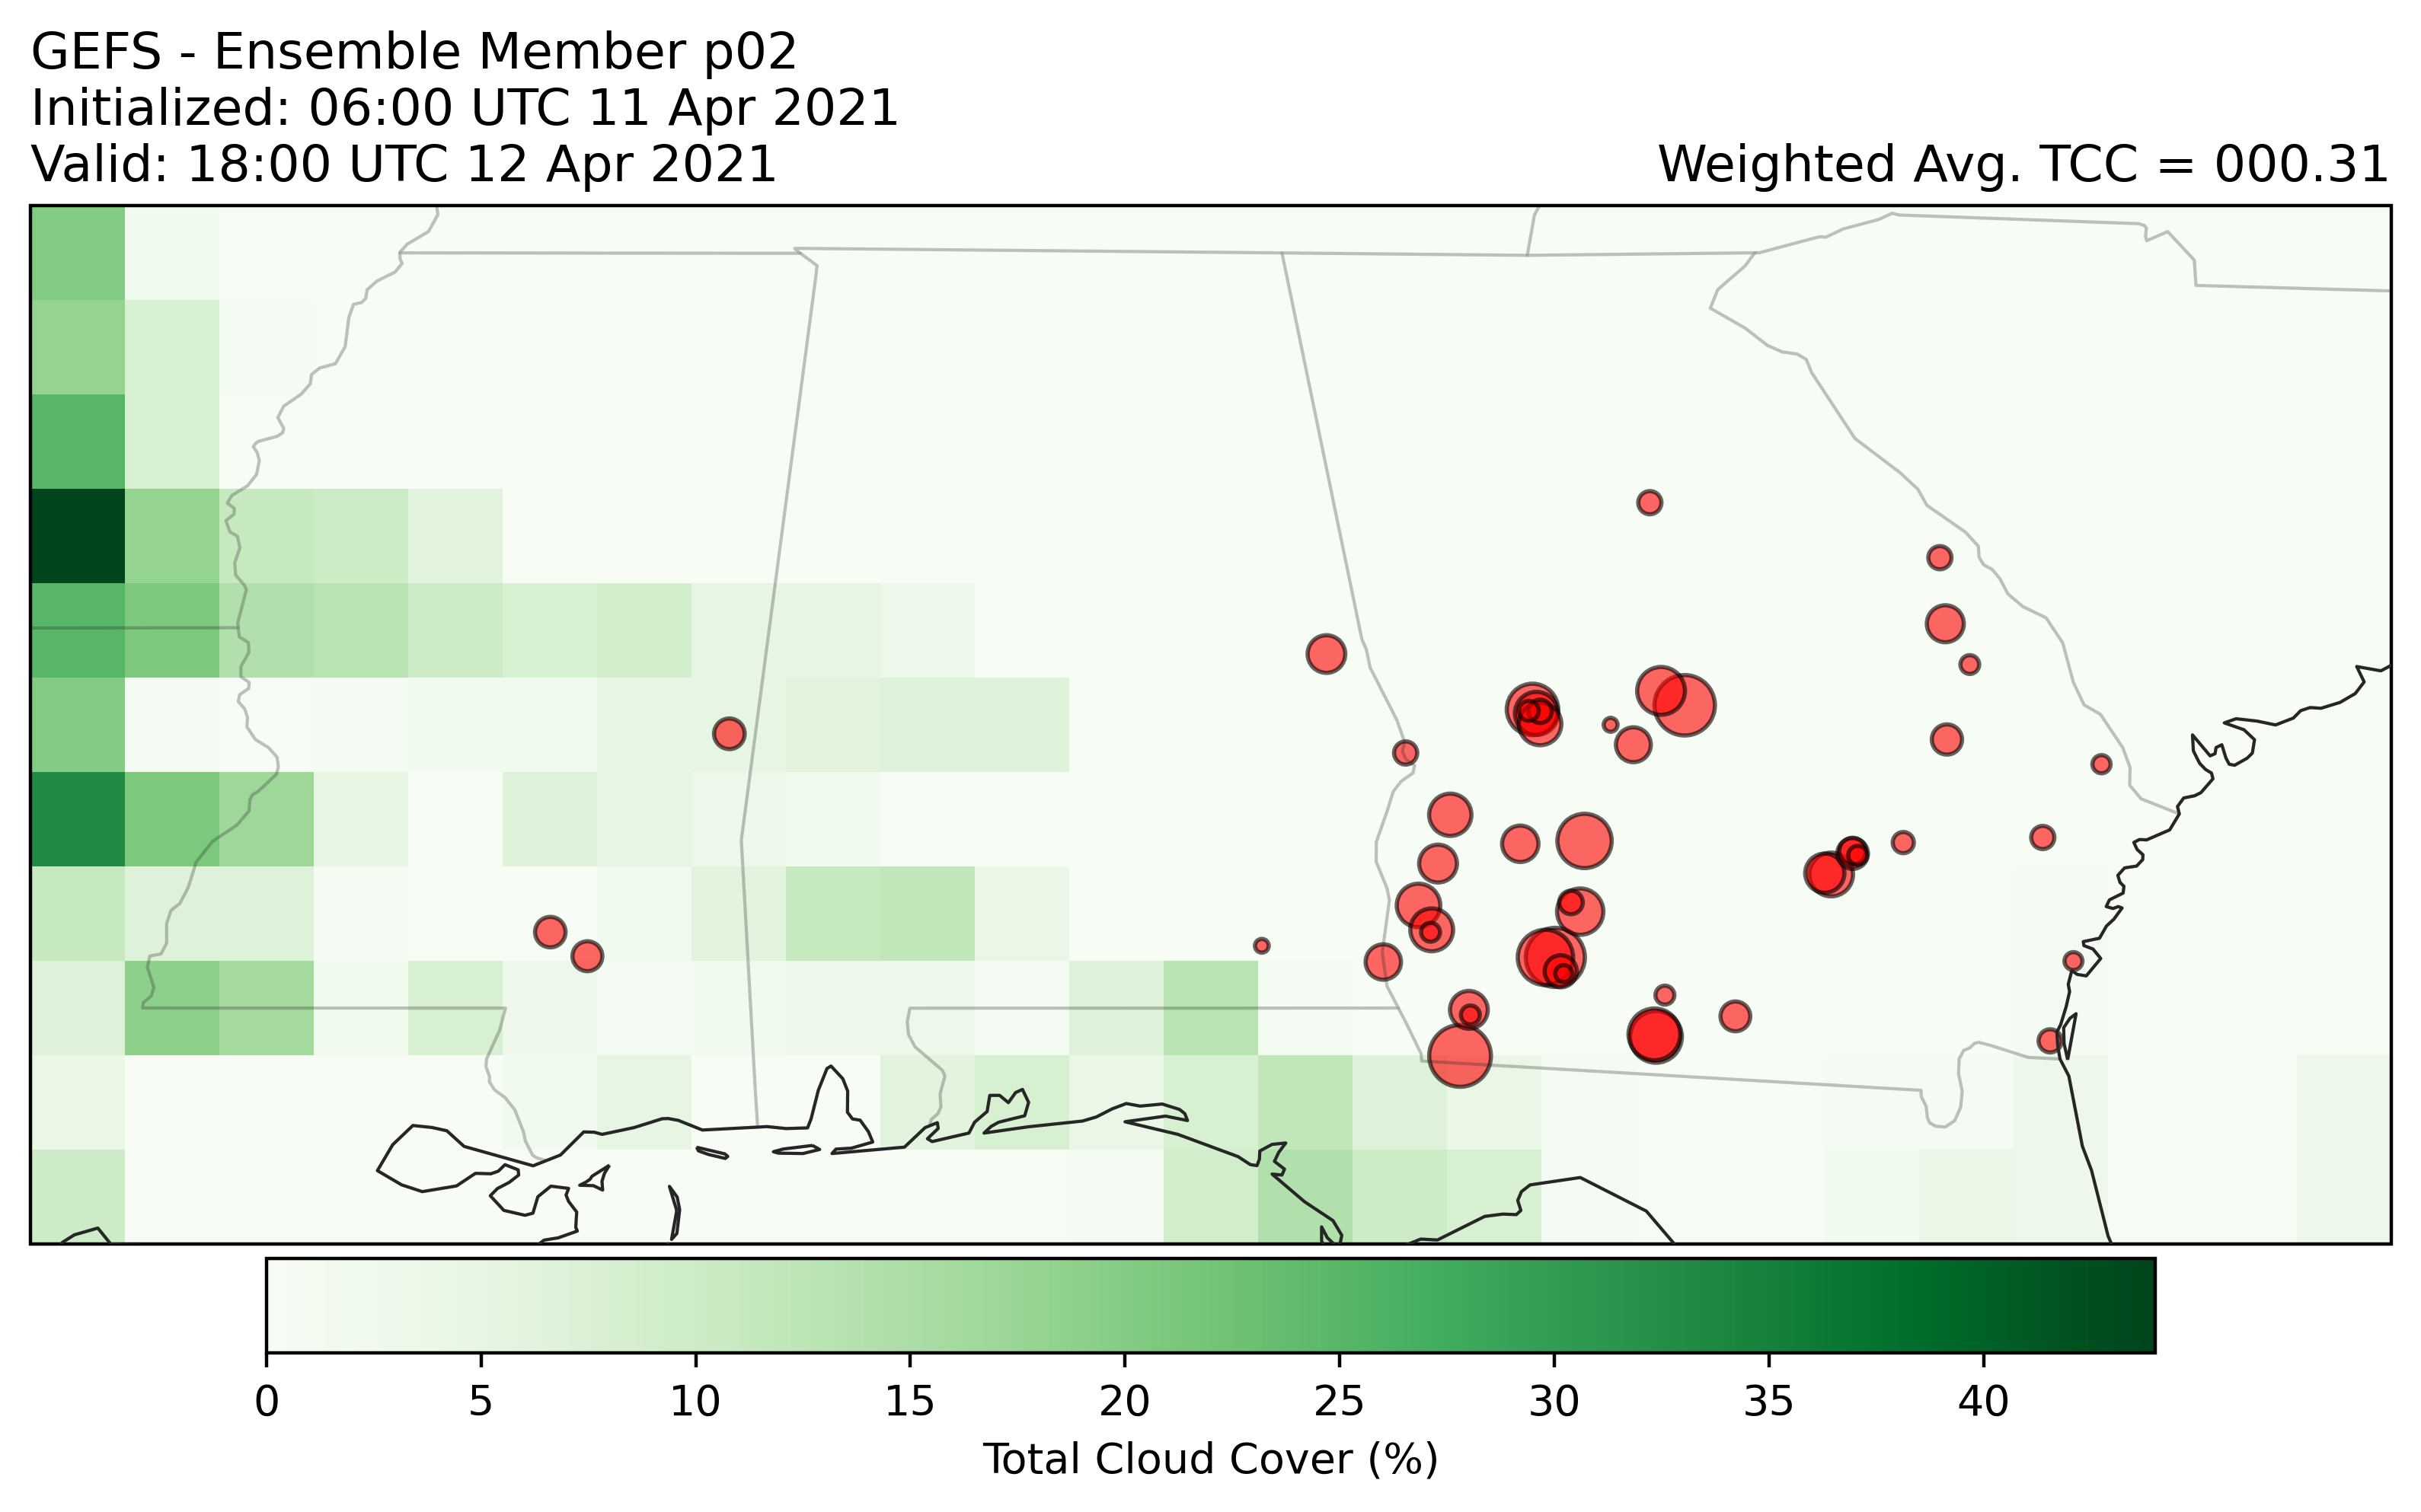 GEFS - Ensemble Member p02
Initialized: 06:00 UTC 11 Apr 2021
Valid: 18:00 UTC 12 Apr 2021
Weighted Avg. TCC = 000.31
0 5 10 15 20 25 30 35 40
Total Cloud Cover (%)